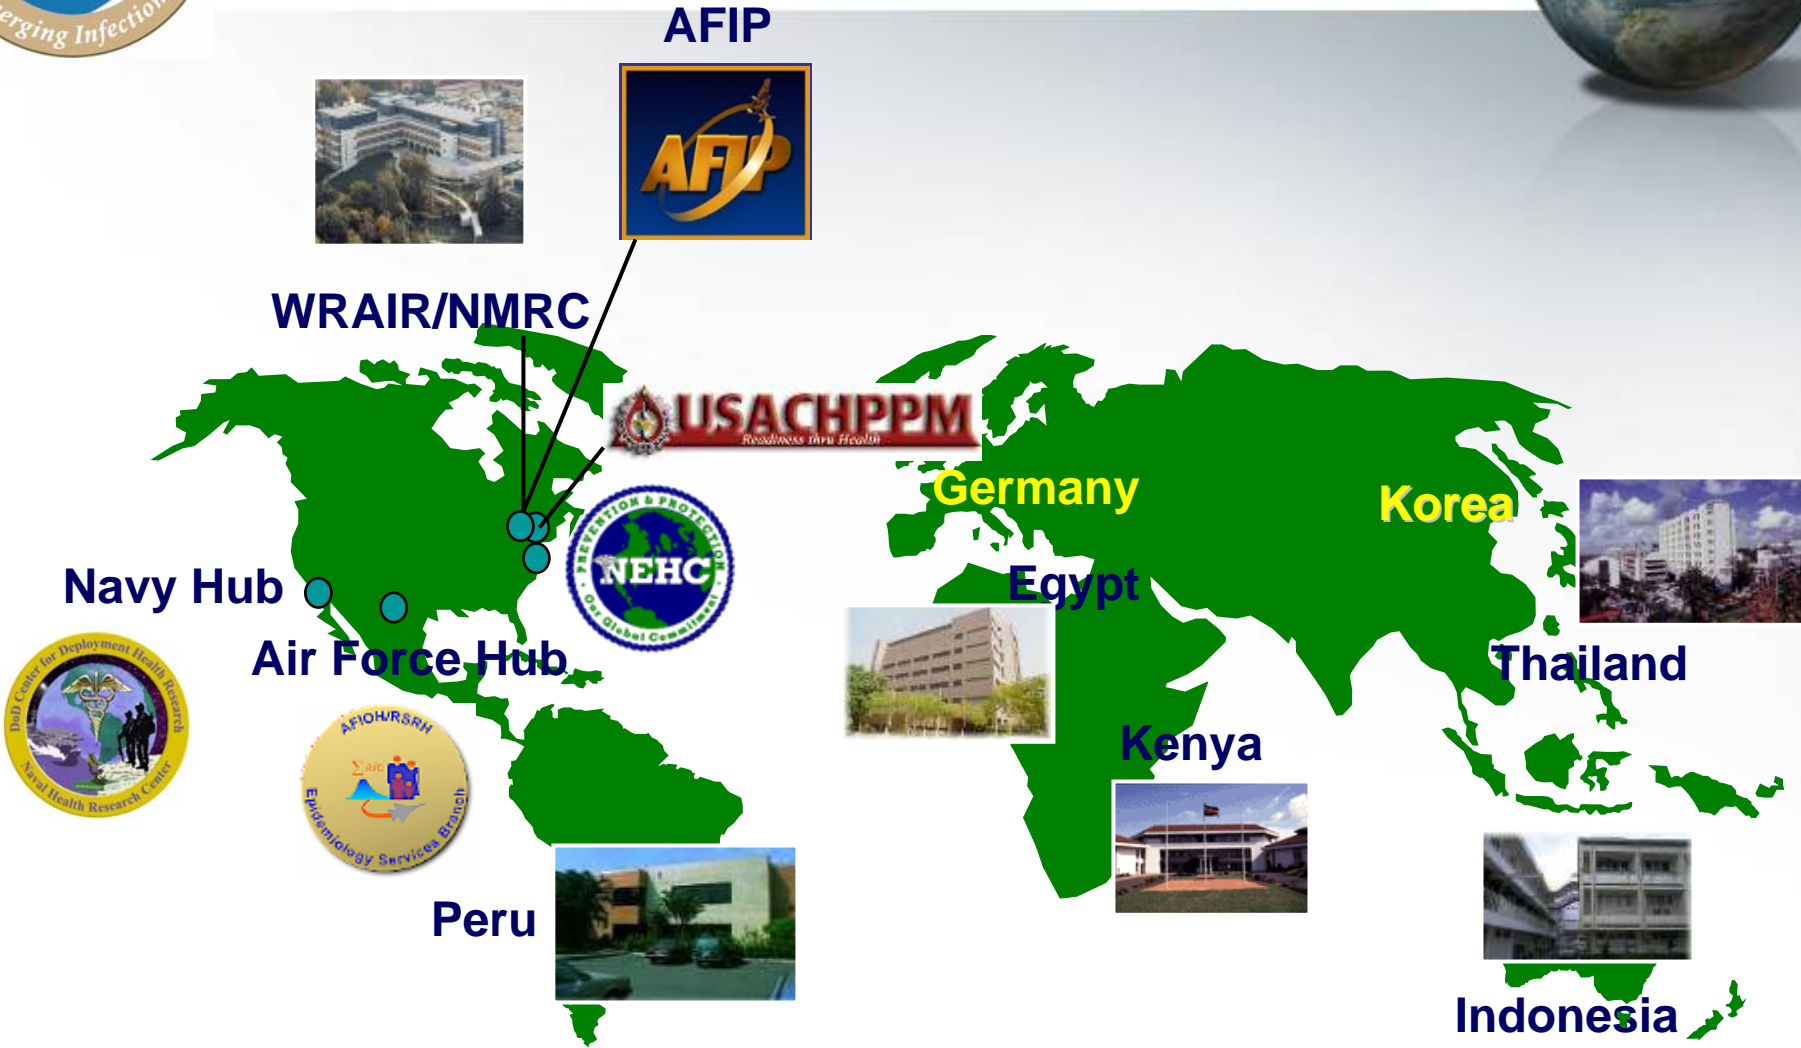 erging Infection
AFIP
AFIP
WRAIR/NMRC
USACHPPM
Readiness thru Health
Germany
Korea
PREVENTION & PROTECTION
NEHC
Our Global Commitment
Navy Hub
Egypt
Air Force Hub
Thailand
DoD Center for Deployment Health Research
Naval Health Research Center
AFIOH/RSRH
Epidemiology Services Branch
Kenya
Peru
Indonesia